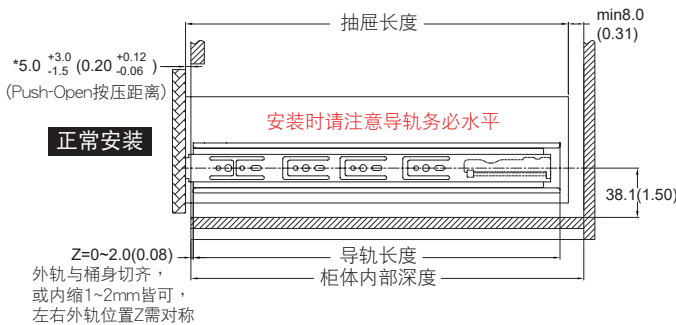 抽屉长度
min8.0
(0.31)
*5.0 +3.0 -1.5 (0.20 +0.12 -0.06 )
(Push-Open按压距离)
安装时请注意导轨务必水平
正常安装
38.1(1.50)
Z=0~2.0(0.08)
导轨长度
柜体内部深度
外轨与桶身切齐，
或内缩1~2mm皆可，
左右外轨位置Z需对称